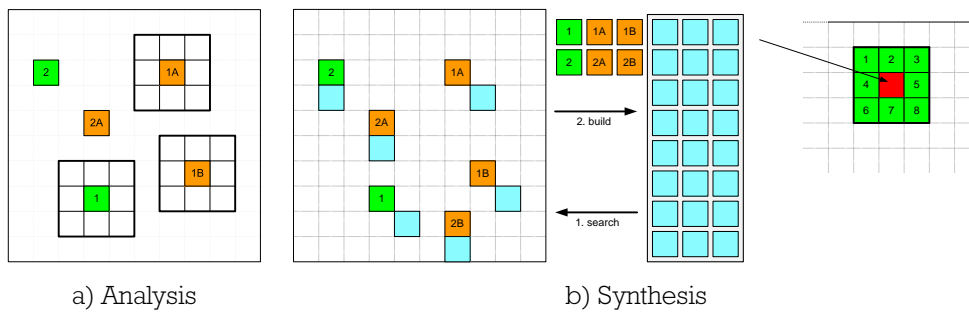 2
1A
2A
1B
1
2
1A
2A
1B
1
2B
1 1A 1B
2 2A 2B
2. build
1. search
1 2 3
4 5
6 7 8
a) Analysis
b) Synthesis